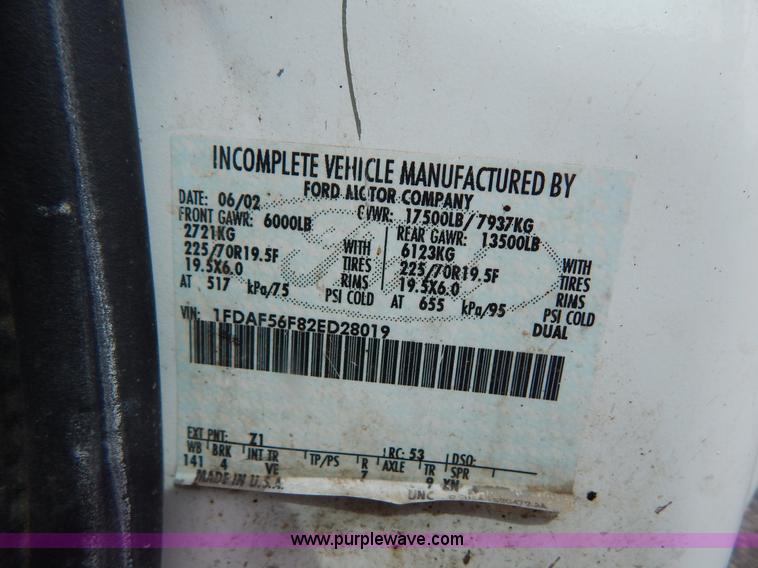 INCOMPLETE VEHICLE MANUFACTURED BY
FORD MOTOR COMPANY
DATE: 06/02 GVWR: 17500LB/7937KG
FRONT GAWR: 6000LB REAR GAWR: 13500LB
2721KG WITH 6123KG WITH
225/70R19.5F TIRES 225/70R19.5F TIRES
19.5X6.0 RIMS 19.5X6.0 RIMS
AT 517 kPa/75 PSI COLD AT 655 kPa/95 PSI COLD
DUAL
VIN: 1FDAF56F82ED28019
EXT PNT: Z1 RC: 53 DSO:
WB BRK INT TR TP/PS R AXLE TR SPR
141 4 VE 7 9 KN
MADE IN U.S.A.
UNC
www.purplewave.com